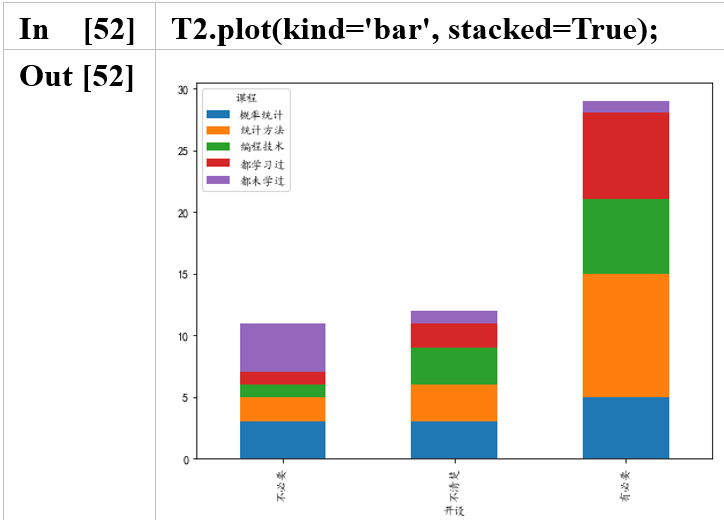 In [52] T2.plot(kind='bar', stacked=True);
Out [52]
30
25
20
15
10
5
0
课程
概率统计
统计方法
编程技术
都学习过
都未学过
不必要
不清楚
有必要
开设